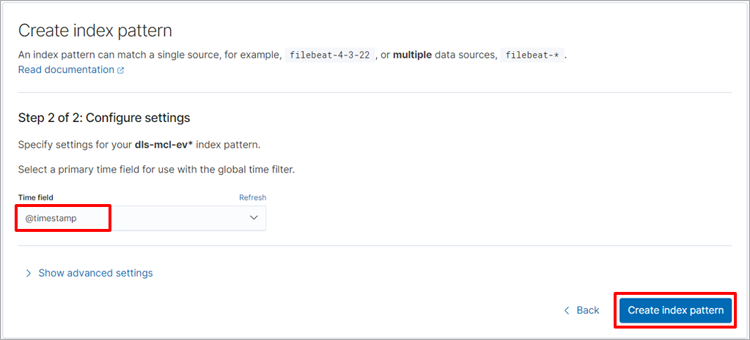 Create index pattern
An index pattern can match a single source, for example, filebeat-4-3-22 , or multiple data sources, filebeat-* .
Read documentation
Step 2 of 2: Configure settings
Specify settings for your dls-mcl-ev* index pattern.
Select a primary time field for use with the global time filter.
Time field Refresh
@timestamp
Show advanced settings
Back Create index pattern